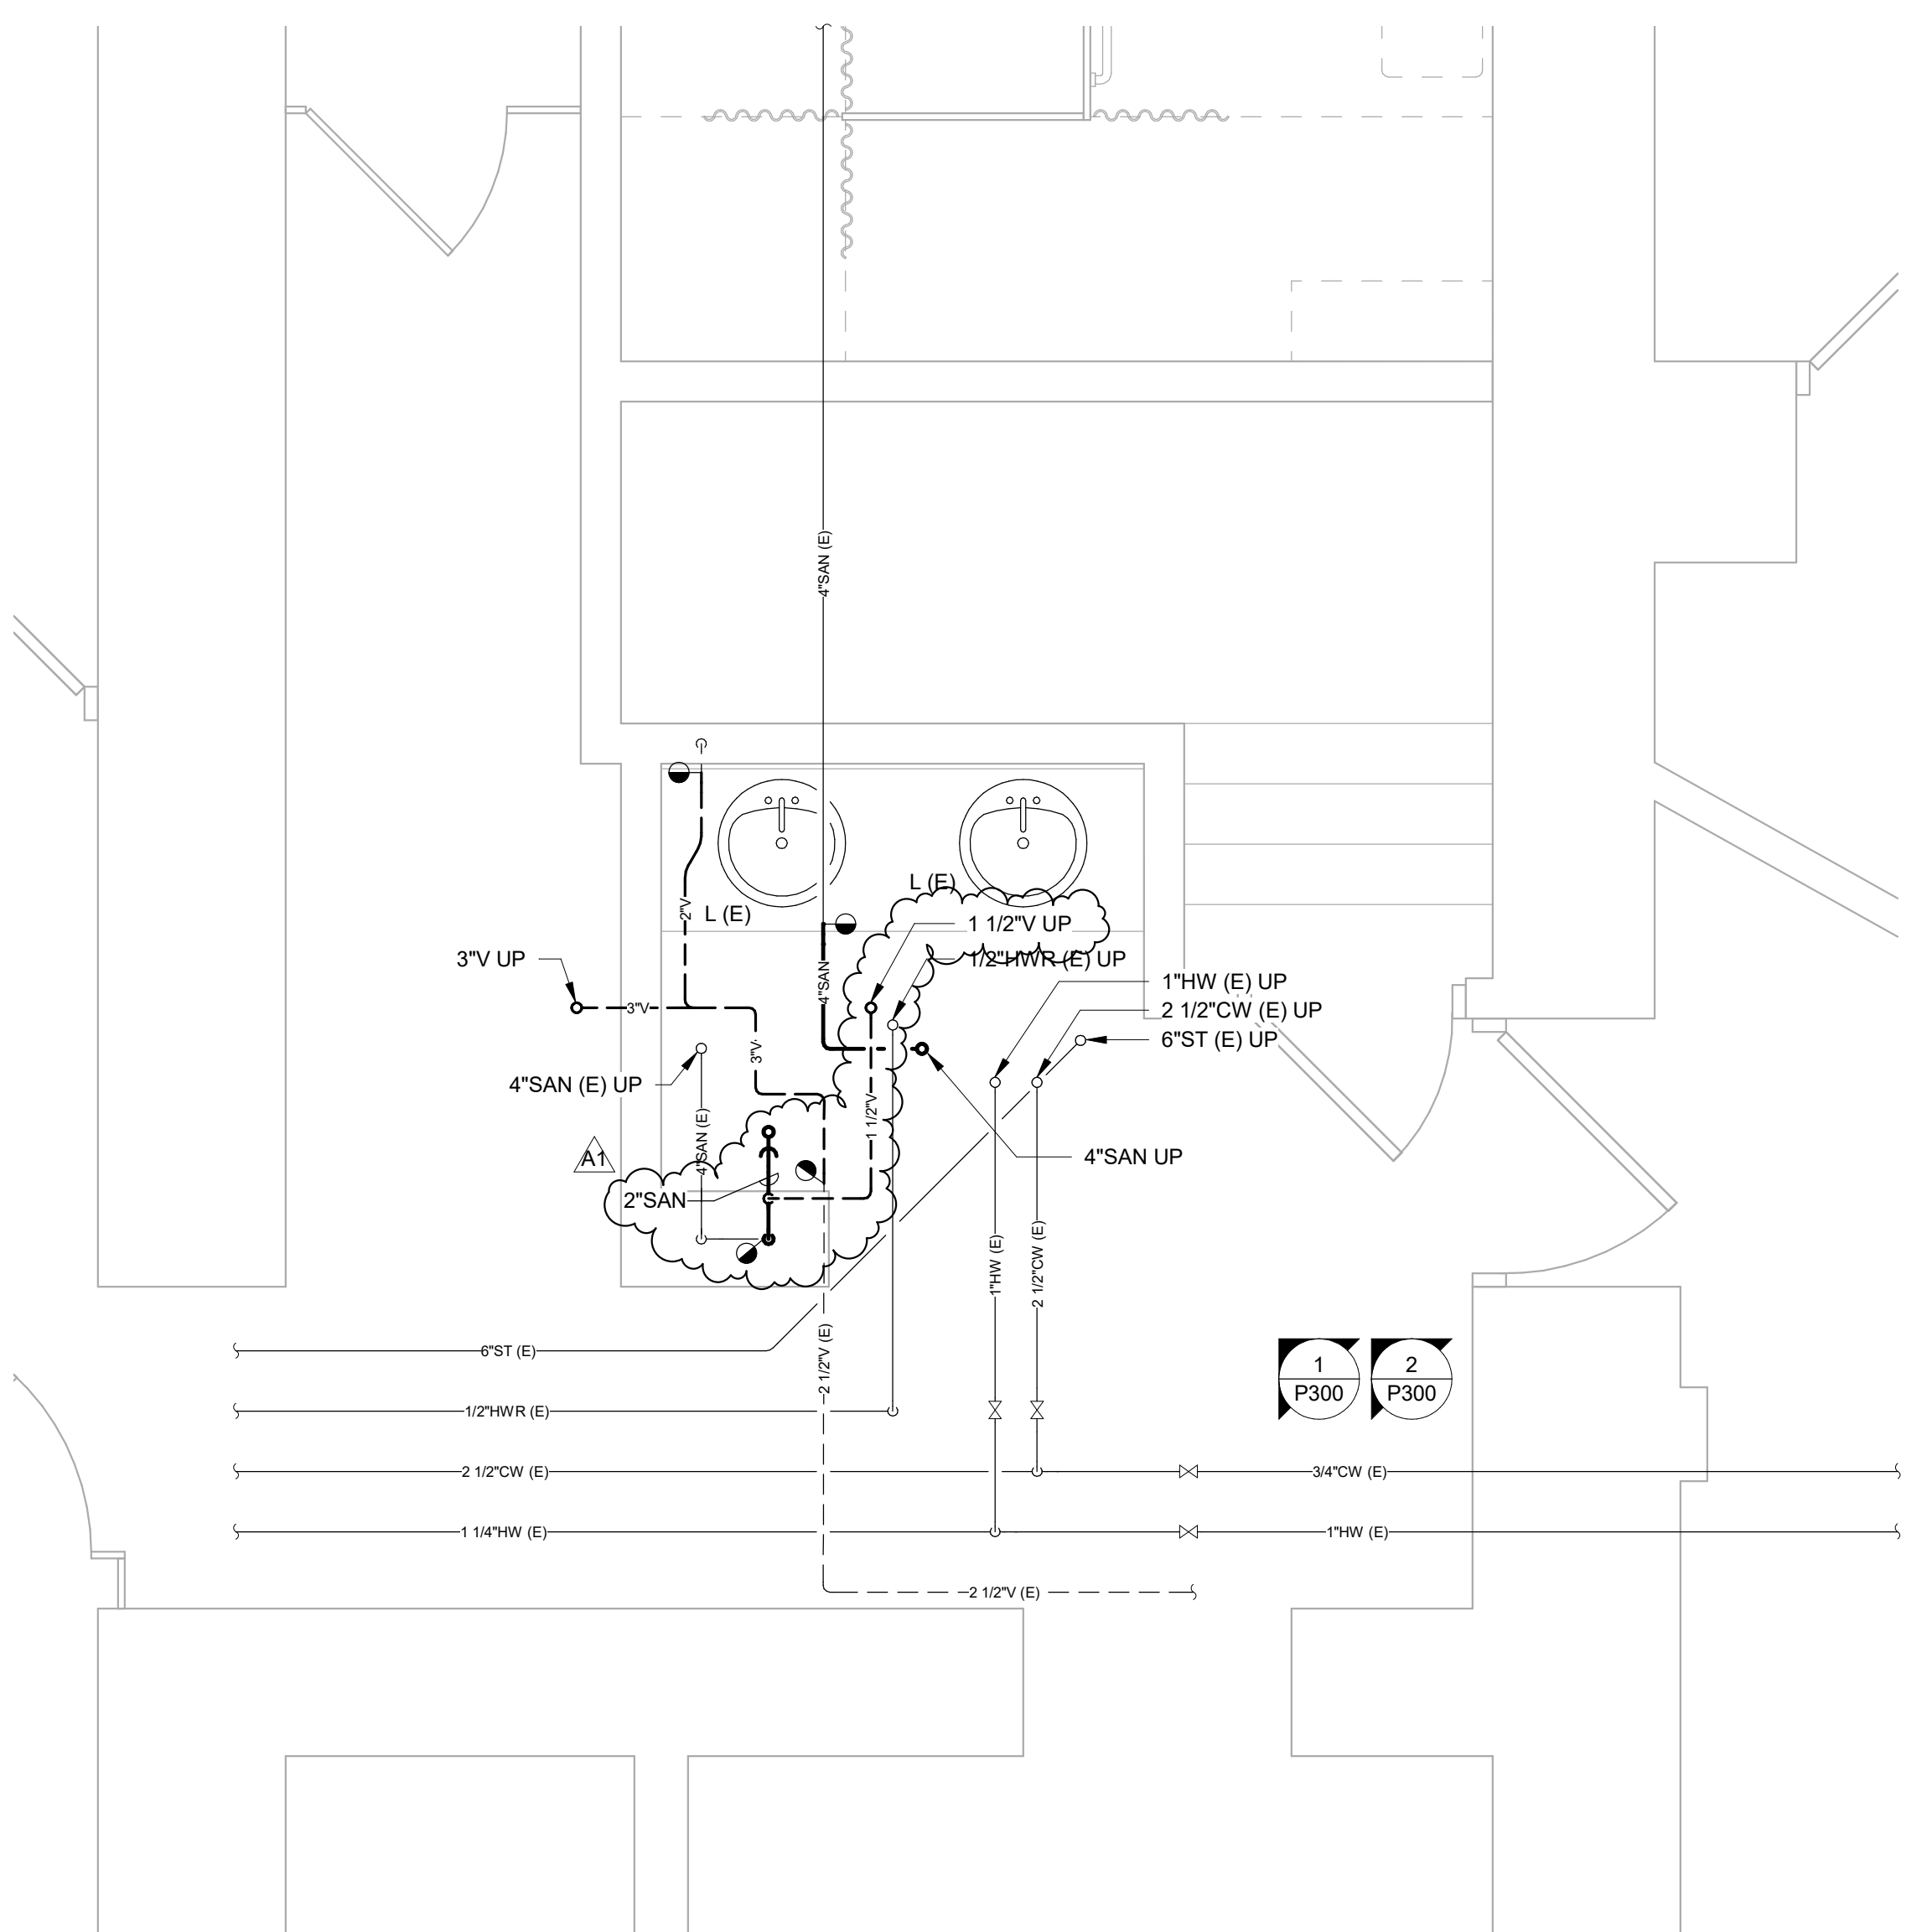 4"SAN (E)
L (E)
2"V
L (E)
1 1/2"V UP
3"V UP
1/2"HWR (E) UP
4"SAN
1"HW (E) UP
3"V
2 1/2"CW (E) UP
6"ST (E) UP
3"V
4"SAN (E) UP
1 1/2"V
4"SAN (E)
A1
4"SAN UP
2"SAN
1"HW (E)
2 1/2"CW (E)
6"ST (E)
2 1/2"V (E)
1
P300
2
P300
1/2"HWR (E)
2 1/2"CW (E)
3/4"CW (E)
1 1/4"HW (E)
1"HW (E)
2 1/2"V (E)